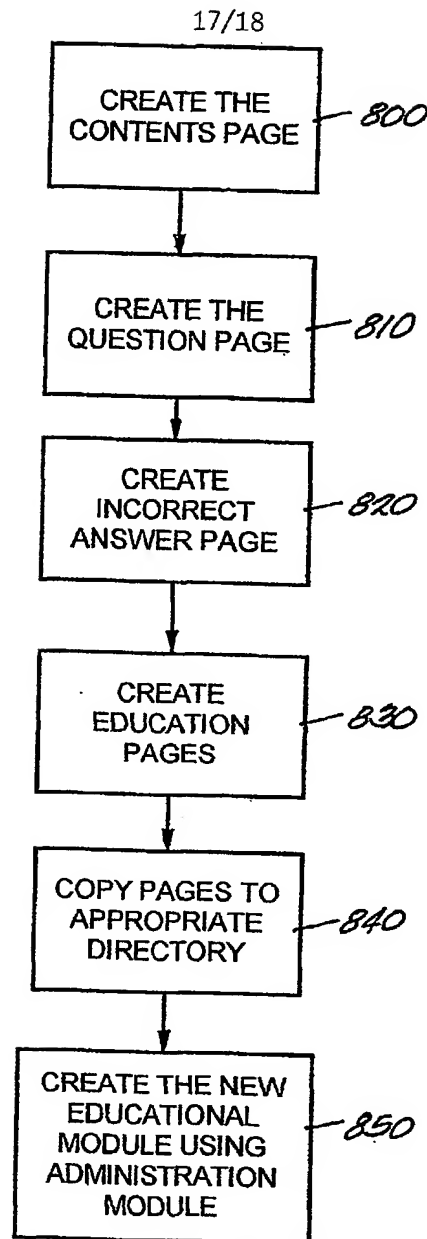 17/18
CREATE THE
CONTENTS PAGE
800
CREATE THE
QUESTION PAGE
810
CREATE
INCORRECT
ANSWER PAGE
820
CREATE
EDUCATION
PAGES
830
COPY PAGES TO
APPROPRIATE
DIRECTORY
840
CREATE THE NEW
EDUCATIONAL
MODULE USING
ADMINISTRATION
MODULE
850